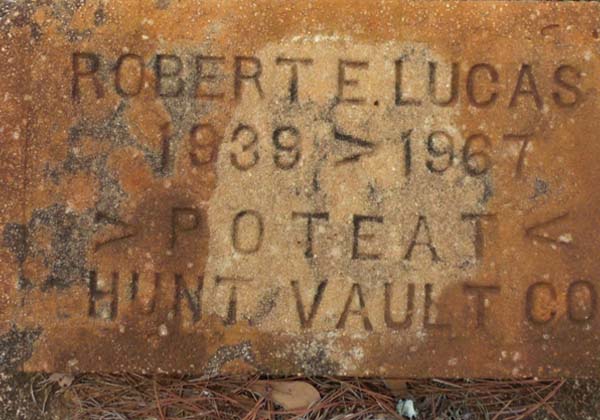 ROBERT E. LUCAS
1939 > 1967
> POTEAT <
HUNT VAULT CO